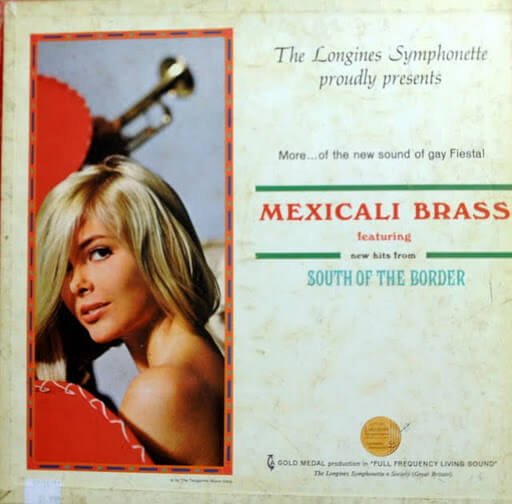 The Longines Symphonette
proudly presents
More...of the new sound of gay Fiesta!
MEXICALI BRASS
featuring
new hits from
SOUTH OF THE BORDER
A GOLD MEDAL production in "FULL FREQUENCY LIVING SOUND"
The Longines Symphonette Society (Great Britain).